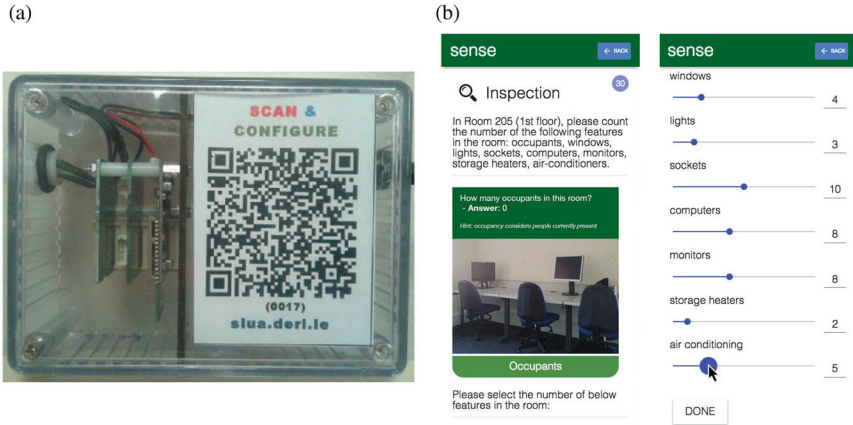 (a)
SCAN &
CONFIGURE
(0017)
slua.deri.ie
(b)
sense
← BACK
Inspection
30
In Room 205 (1st floor), please count
the number of the following features
in the room: occupants, windows,
lights, sockets, computers, monitors,
storage heaters, air-conditioners.
How many occupants in this room?
- Answer: 0
Hint: occupancy considers people currently present
Occupants
Please select the number of below
features in the room:
sense
← BACK
windows
4
lights
3
sockets
10
computers
8
monitors
8
storage heaters
2
air conditioning
5
DONE